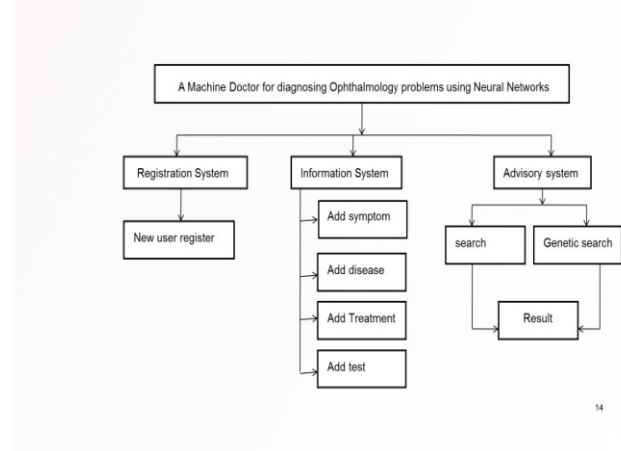 A Machine Doctor for diagnosing Ophthalmology problems using Neural Networks
Registration System
Information System
Advisory system
New user register
Add symptom
search
Genetic search
Add disease
Add Treatment
Result
Add test
14